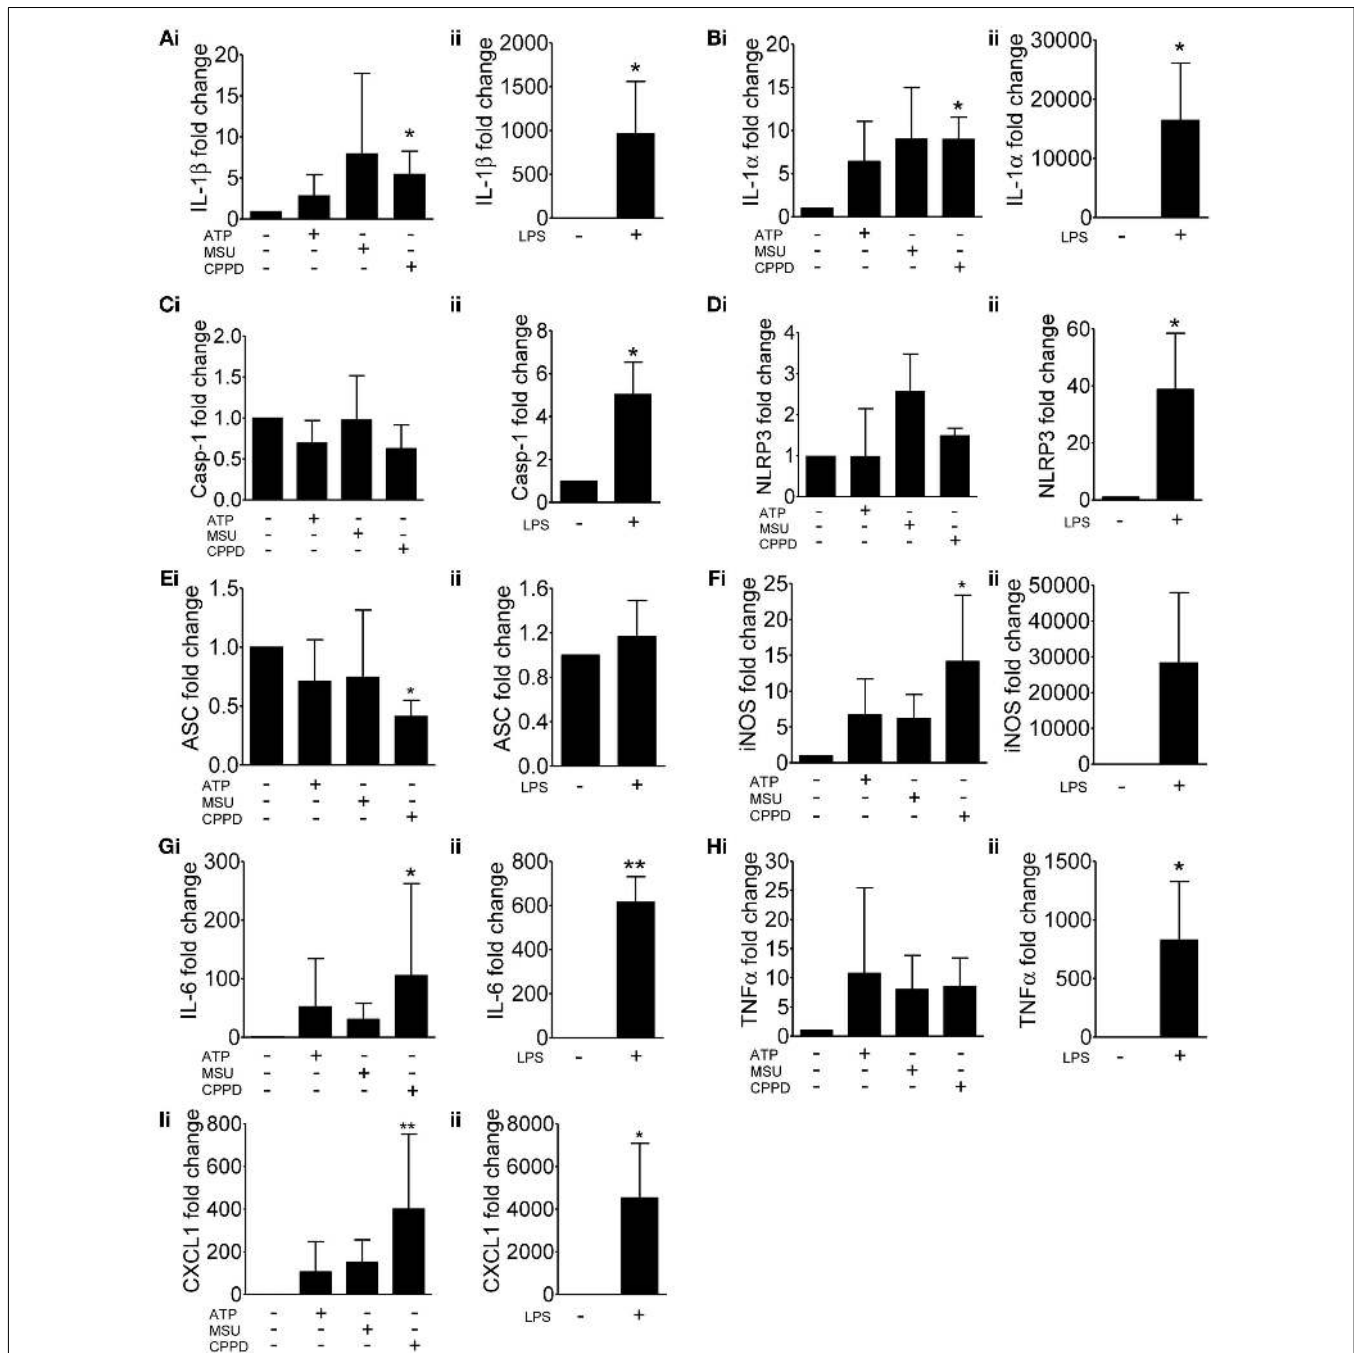 Ai
IL-1β fold change
20
15
10
5
0
ATP - + - -
MSU - - + -
CPPD - - - +
*
ii
IL-1β fold change
2000
1500
1000
500
0
LPS - +
*
Bi
IL-1α fold change
20
15
10
5
0
ATP - + - -
MSU - - + -
CPPD - - - +
*
ii
IL-1α fold change
30000
20000
10000
0
LPS - +
*
Ci
Casp-1 fold change
2.0
1.5
1.0
0.5
0.0
ATP - + - -
MSU - - + -
CPPD - - - +
ii
Casp-1 fold change
8
6
4
2
0
LPS - +
*
Di
NLRP3 fold change
4
3
2
1
0
ATP - + - -
MSU - - + -
CPPD - - - +
ii
NLRP3 fold change
60
40
20
0
LPS - +
*
Ei
ASC fold change
1.5
1.0
0.5
0.0
ATP - + - -
MSU - - + -
CPPD - - - +
*
ii
ASC fold change
1.6
1.2
0.8
0.4
0.0
LPS - +
Fi
iNOS fold change
25
20
15
10
5
0
ATP - + - -
MSU - - + -
CPPD - - - +
*
ii
iNOS fold change
50000
40000
30000
20000
10000
0
LPS - +
Gi
IL-6 fold change
300
200
100
0
ATP - + - -
MSU - - + -
CPPD - - - +
*
ii
IL-6 fold change
800
600
400
200
0
LPS - +
**
Hi
TNFα fold change
30
25
20
15
10
5
0
ATP - + - -
MSU - - + -
CPPD - - - +
ii
TNFα fold change
1500
1000
500
0
LPS - +
*
Ii
CXCL1 fold change
800
600
400
200
0
ATP - + - -
MSU - - + -
CPPD - - - +
**
ii
CXCL1 fold change
8000
6000
4000
2000
0
LPS - +
*